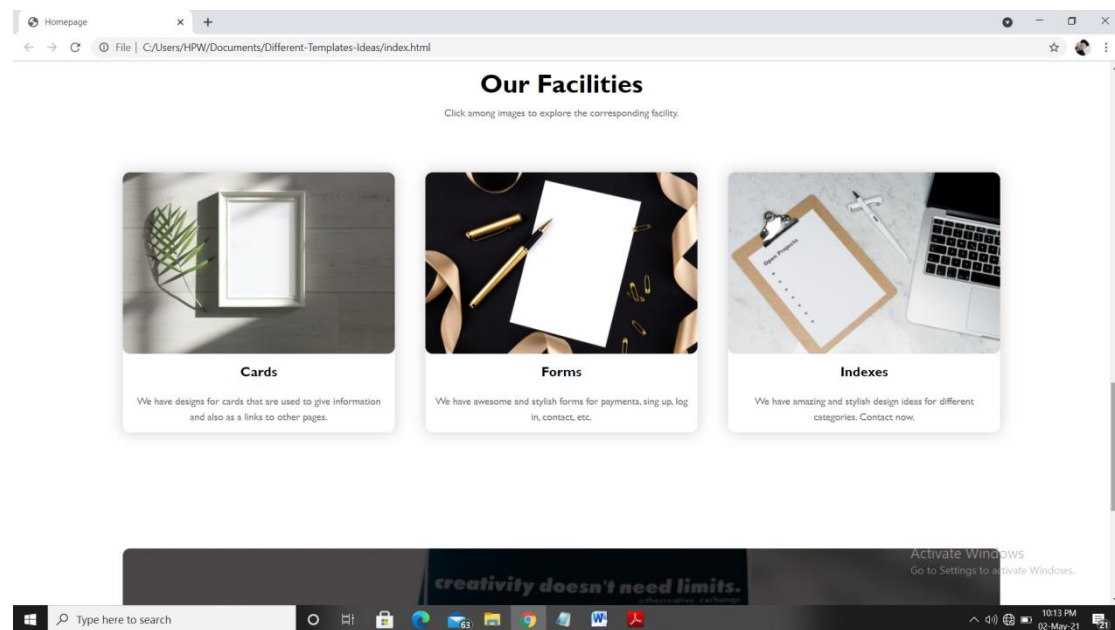 Homepage
File | C:/Users/HPW/Documents/Different-Templates-Ideas/index.html
Our Facilities
Click among images to explore the corresponding facility.
Open Projects
Cards
Forms
Indexes
We have designs for cards that are used to give information
and also as a links to other pages.
We have awesome and stylish forms for payments, sing up, log
in, contact, etc.
We have amazing and stylish design ideas for different
categories. Contact now.
creativity doesn't need limits.
Activate Windows
Go to Settings to activate Windows.
Type here to search
63
10:13 PM
02-May-21
21